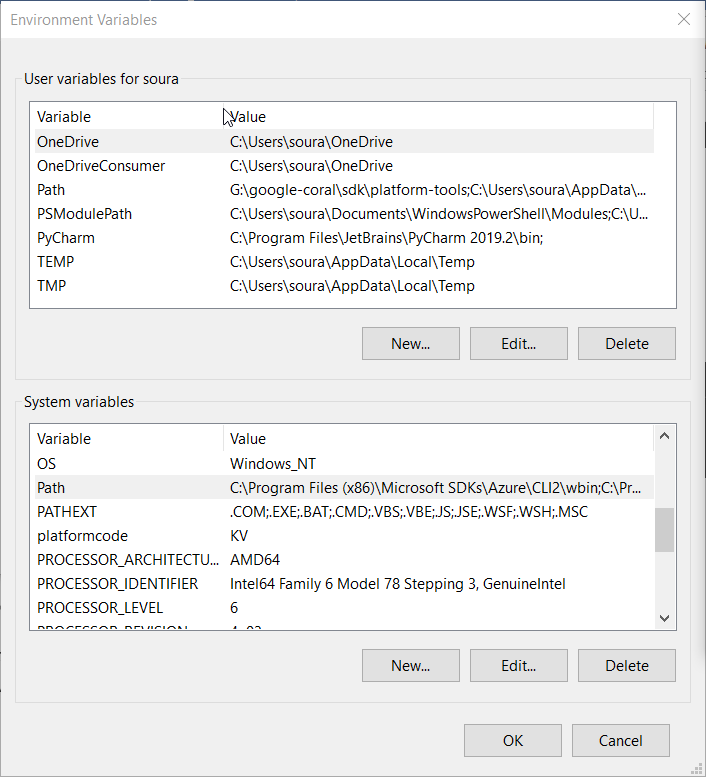 Environment Variables
User variables for soura
Variable Value
OneDrive C:\Users\soura\OneDrive
OneDriveConsumer C:\Users\soura\OneDrive
Path G:\google-coral\sdk\platform-tools;C:\Users\soura\AppData\...
PSModulePath C:\Users\soura\Documents\WindowsPowerShell\Modules;C:\U...
PyCharm C:\Program Files\JetBrains\PyCharm 2019.2\bin;
TEMP C:\Users\soura\AppData\Local\Temp
TMP C:\Users\soura\AppData\Local\Temp
New... Edit... Delete
System variables
Variable Value
OS Windows_NT
Path C:\Program Files (x86)\Microsoft SDKs\Azure\CLI2\wbin;C:\Pr...
PATHEXT .COM;.EXE;.BAT;.CMD;.VBS;.VBE;.JS;.JSE;.WSF;.WSH;.MSC
platformcode KV
PROCESSOR_ARCHITECTU... AMD64
PROCESSOR_IDENTIFIER Intel64 Family 6 Model 78 Stepping 3, GenuineIntel
PROCESSOR_LEVEL 6
New... Edit... Delete
OK Cancel